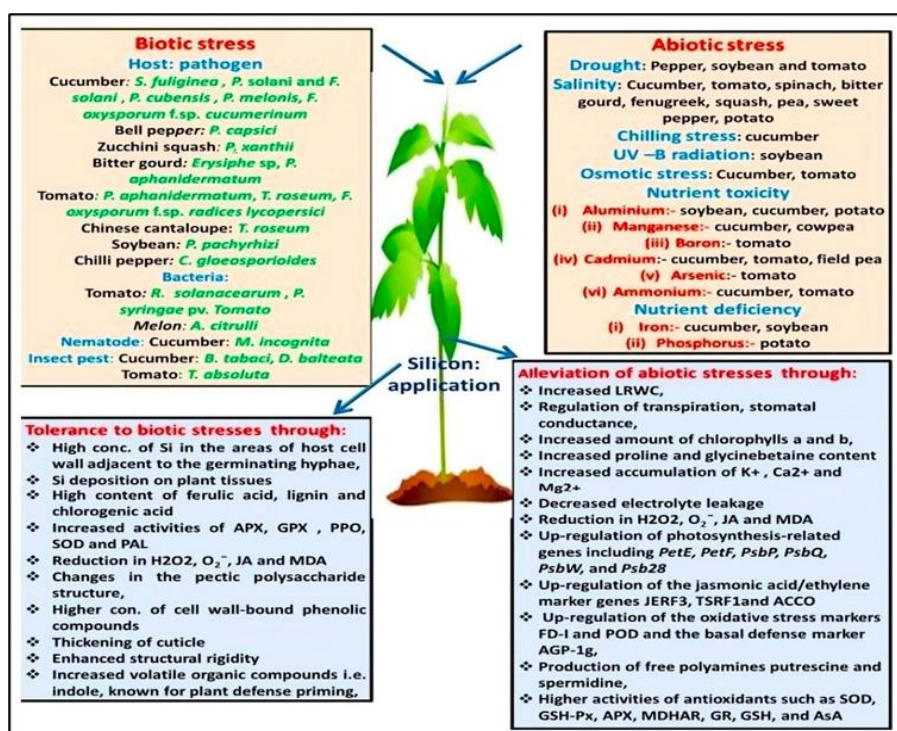 Biotic stress
Host: pathogen
Cucumber: S. fuliginea , P. solani and F.
solani , P. cubensis , P. melonis, F.
oxysporum f.sp. cucumerinum
Bell pepper: P. capsici
Zucchini squash: P. xanthii
Bitter gourd: Erysiphe sp, P.
aphanidermatum
Tomato: P. aphanidermatum, T. roseum, F.
oxysporum f.sp. radices lycopersici
Chinese cantaloupe: T. roseum
Soybean: P. pachyrhizi
Chilli pepper: C. gloeosporioides
Bacteria:
Tomato: R. solanacearum , P.
syringae pv. Tomato
Melon: A. citrulli
Nematode: Cucumber: M. incognita
Insect pest: Cucumber: B. tabaci, D. balteata
Tomato: T. absoluta
Abiotic stress
Drought: Pepper, soybean and tomato
Salinity: Cucumber, tomato, spinach, bitter
gourd, fenugreek, squash, pea, sweet
pepper, potato
Chilling stress: cucumber
UV –B radiation: soybean
Osmotic stress: Cucumber, tomato
Nutrient toxicity
(i) Aluminium:- soybean, cucumber, potato
(ii) Manganese:- cucumber, cowpea
(iii) Boron:- tomato
(iv) Cadmium:- cucumber, tomato, field pea
(v) Arsenic:- tomato
(vi) Ammonium:- cucumber, tomato
Nutrient deficiency
(i) Iron:- cucumber, soybean
(ii) Phosphorus:- potato
Silicon:
application
Tolerance to biotic stresses through:
❖ High conc. of Si in the areas of host cell
wall adjacent to the germinating hyphae,
❖ Si deposition on plant tissues
❖ High content of ferulic acid, lignin and
chlorogenic acid
❖ Increased activities of APX, GPX , PPO,
SOD and PAL
❖ Reduction in H2O2, O₂⁻, JA and MDA
❖ Changes in the pectic polysaccharide
structure,
❖ Higher con. of cell wall-bound phenolic
compounds
❖ Thickening of cuticle
❖ Enhanced structural rigidity
❖ Increased volatile organic compounds i.e.
indole, known for plant defense priming,
Alleviation of abiotic stresses through:
❖ Increased LRWC,
❖ Regulation of transpiration, stomatal
conductance,
❖ Increased amount of chlorophylls a and b,
❖ Increased proline and glycinebetaine content
❖ Increased accumulation of K+ , Ca2+ and
Mg2+
❖ Decreased electrolyte leakage
❖ Reduction in H2O2, O₂⁻, JA and MDA
❖ Up-regulation of photosynthesis-related
genes including PetE, PetF, PsbP, PsbQ,
PsbW, and Psb28
❖ Up-regulation of the jasmonic acid/ethylene
marker genes JERF3, TSRF1and ACCO
❖ Up-regulation of the oxidative stress markers
FD-I and POD and the basal defense marker
AGP-1g,
❖ Production of free polyamines putrescine and
spermidine,
❖ Higher activities of antioxidants such as SOD,
GSH-Px, APX, MDHAR, GR, GSH, and AsA